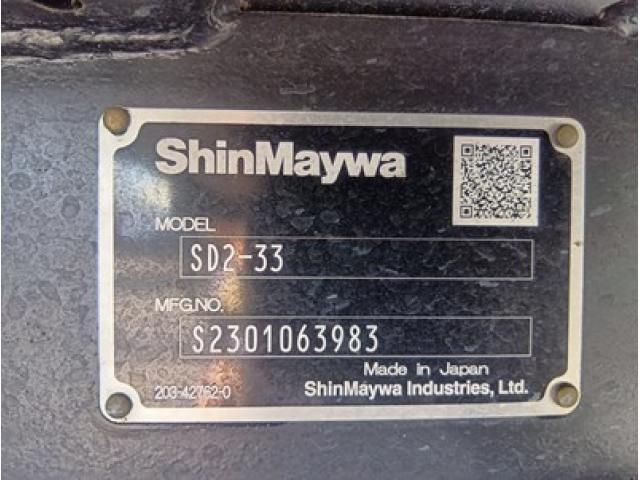 ShinMaywa
MODEL
SD2-33
MFG.NO.
S2301063983
Made in Japan
203-42762-0
ShinMaywa Industries, Ltd.